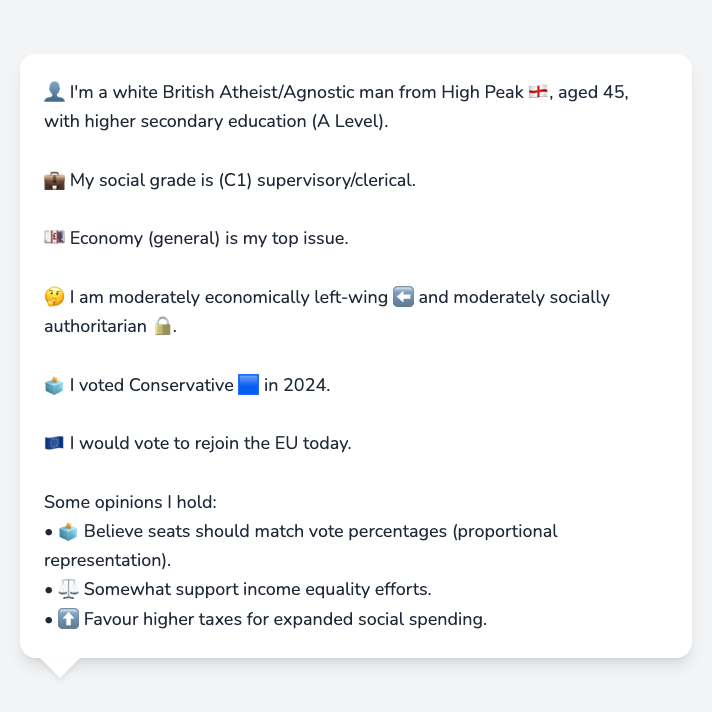 👤 I'm a white British Atheist/Agnostic man from High Peak 🏴󠁧󠁢󠁥󠁮󠁧󠁿, aged 45,
with higher secondary education (A Level).
💼 My social grade is (C1) supervisory/clerical.
💷 Economy (general) is my top issue.
🤔 I am moderately economically left-wing ⬅️ and moderately socially
authoritarian 🔒.
🗳️ I voted Conservative 🟦 in 2024.
🇪🇺 I would vote to rejoin the EU today.
Some opinions I hold:
• 🗳️ Believe seats should match vote percentages (proportional
representation).
• ⚖️ Somewhat support income equality efforts.
• ⬆️ Favour higher taxes for expanded social spending.